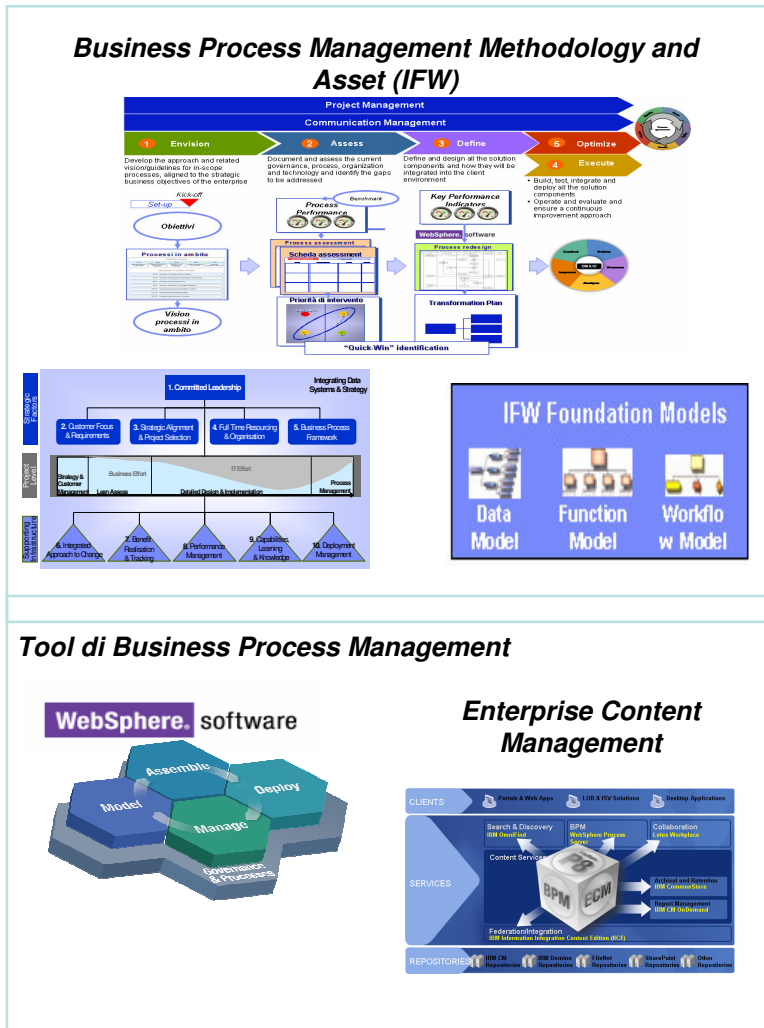 Business Process Management Methodology and
Asset (IFW)
Project Management
Communication Management
1 Envision
2 Assess
3 Define
5 Optimize
4 Execute
Develop the approach and related
vision/guidelines for in-scope
processes, aligned to the strategic
business objectives of the enterprise
Document and assess the current
governance, process, organization
and technology and identify the gaps
to be addressed
Define and design all the solution
components and how they will be
integrated into the client
environment
• Build, test, integrate and
deploy all the solution
components
• Operate and evaluate and
ensure a continuous
improvement approach
Kick-off
Set-up
Obiettivi
Processi in ambito
Vision
processi in
ambito
Benchmark
Process
Performance
Process assessment
Scheda assessment
Priorità di intervento
Key Performance
Indicators
WebSphere. software
Process redesign
Transformation Plan
"Quick-Win" identification
DMAIC
Strategic
Factors
1. Committed Leadership
Integrating Data
Systems & Strategy
2. Customer Focus
& Requirements
3. Strategic Alignment
& Project Selection
4. Full Time Resourcing
& Organisation
5. Business Process
Framework
Project
Level
Business Effort
IT Effort
Strategy &
Customer
Management
Lean Assess
Detailed Design & Implementation
Process
Management
Supporting
Infrastructure
6. Integrated
Approach to Change
7. Benefit
Realisation
& Tracking
8. Performance
Management
9. Capabilities,
Learning
& Knowledge
10. Deployment
Management
IFW Foundation Models
Data
Model
Function
Model
Workflo
w Model
Tool di Business Process Management
WebSphere. software
Assemble
Deploy
Model
Manage
Governance
& Processes
Enterprise Content
Management
CLIENTS
Portals & Web Apps
LOB & ISV Solutions
Desktop Applications
SERVICES
Search & Discovery
IBM OmniFind
BPM
WebSphere Process
Server
Collaboration
Lotus Workplace
Content Services
P8
BPM
ECM
Archival and Retention
IBM CommonStore
Report Management
IBM CM OnDemand
Federation/Integration
IBM Information Integration Content Edition (IICE)
REPOSITORIES
IBM CM
Repositories
IBM Domino
Repositories
FileNet
Repositories
SharePoint
Repositories
Other
Repositories